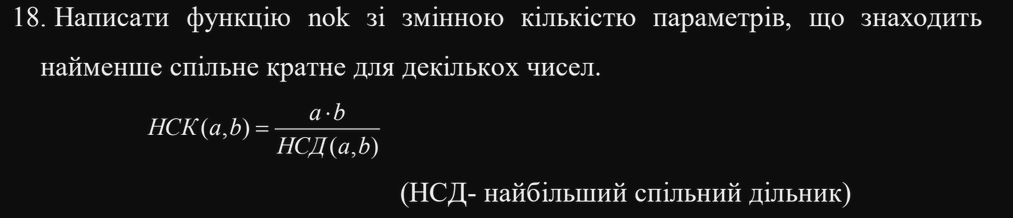 18. Написати функцію nok зі змінною кількістю параметрів, що знаходить
найменше спільне кратне для декількох чисел.
НСК(a,b) = a·b / НСД(a,b)
(НСД- найбільший спільний дільник)